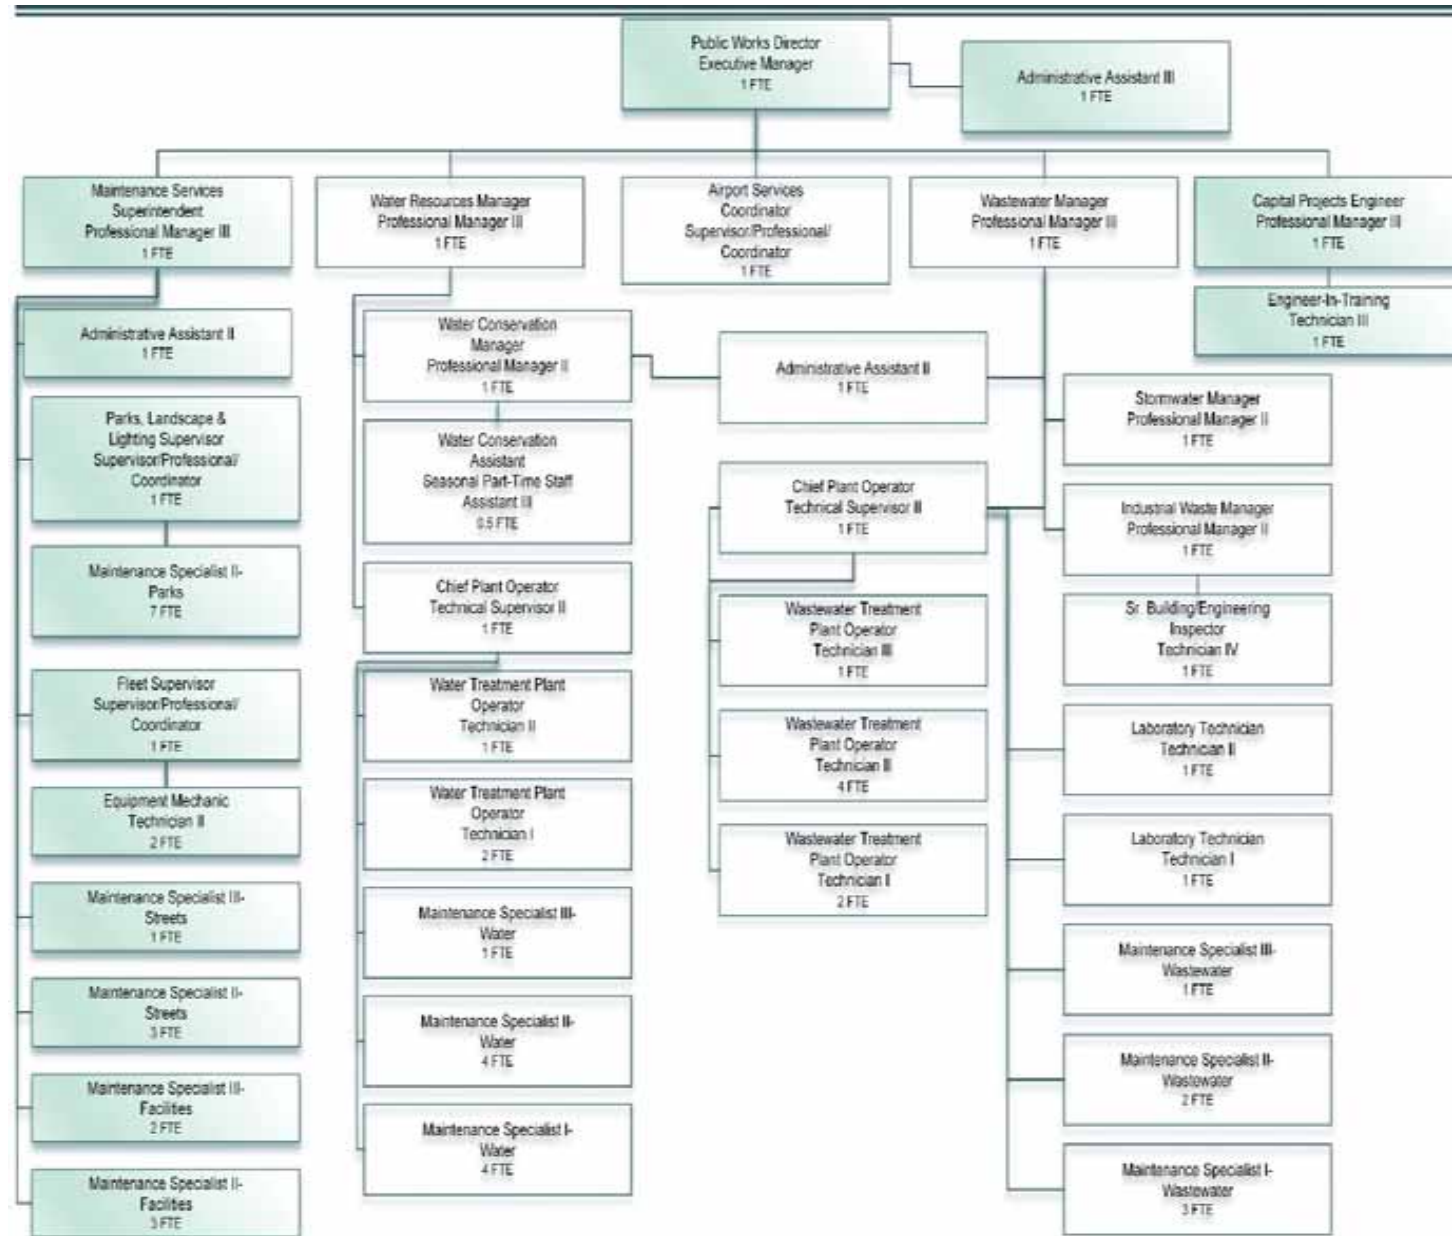 Public Works Director
Executive Manager
1 FTE
Administrative Assistant III
1 FTE
Maintenance Services
Superintendent
Professional Manager III
1 FTE
Water Resources Manager
Professional Manager III
1 FTE
Airport Services
Coordinator
Supervisor/Professional/
Coordinator
1 FTE
Wastewater Manager
Professional Manager III
1 FTE
Capital Projects Engineer
Professional Manager III
1 FTE
Engineer-In-Training
Technician III
1 FTE
Administrative Assistant II
1 FTE
Parks, Landscape &
Lighting Supervisor
Supervisor/Professional/
Coordinator
1 FTE
Maintenance Specialist II-
Parks
7 FTE
Fleet Supervisor
Supervisor/Professional/
Coordinator
1 FTE
Equipment Mechanic
Technician II
2 FTE
Maintenance Specialist III-
Streets
1 FTE
Maintenance Specialist II-
Streets
3 FTE
Maintenance Specialist III-
Facilities
2 FTE
Maintenance Specialist II-
Facilities
3 FTE
Water Conservation
Manager
Professional Manager II
1 FTE
Water Conservation
Assistant
Seasonal Part-Time Staff
Assistant III
0.5 FTE
Chief Plant Operator
Technical Supervisor II
1 FTE
Water Treatment Plant
Operator
Technician II
1 FTE
Water Treatment Plant
Operator
Technician I
2 FTE
Maintenance Specialist III-
Water
1 FTE
Maintenance Specialist II-
Water
4 FTE
Maintenance Specialist I-
Water
4 FTE
Administrative Assistant II
1 FTE
Chief Plant Operator
Technical Supervisor II
1 FTE
Wastewater Treatment
Plant Operator
Technician III
1 FTE
Wastewater Treatment
Plant Operator
Technician II
4 FTE
Wastewater Treatment
Plant Operator
Technician I
2 FTE
Stormwater Manager
Professional Manager II
1 FTE
Industrial Waste Manager
Professional Manager II
1 FTE
Sr. Building/Engineering
Inspector
Technician IV
1 FTE
Laboratory Technician
Technician II
1 FTE
Laboratory Technician
Technician I
1 FTE
Maintenance Specialist III-
Wastewater
1 FTE
Maintenance Specialist II-
Wastewater
2 FTE
Maintenance Specialist I-
Wastewater
3 FTE